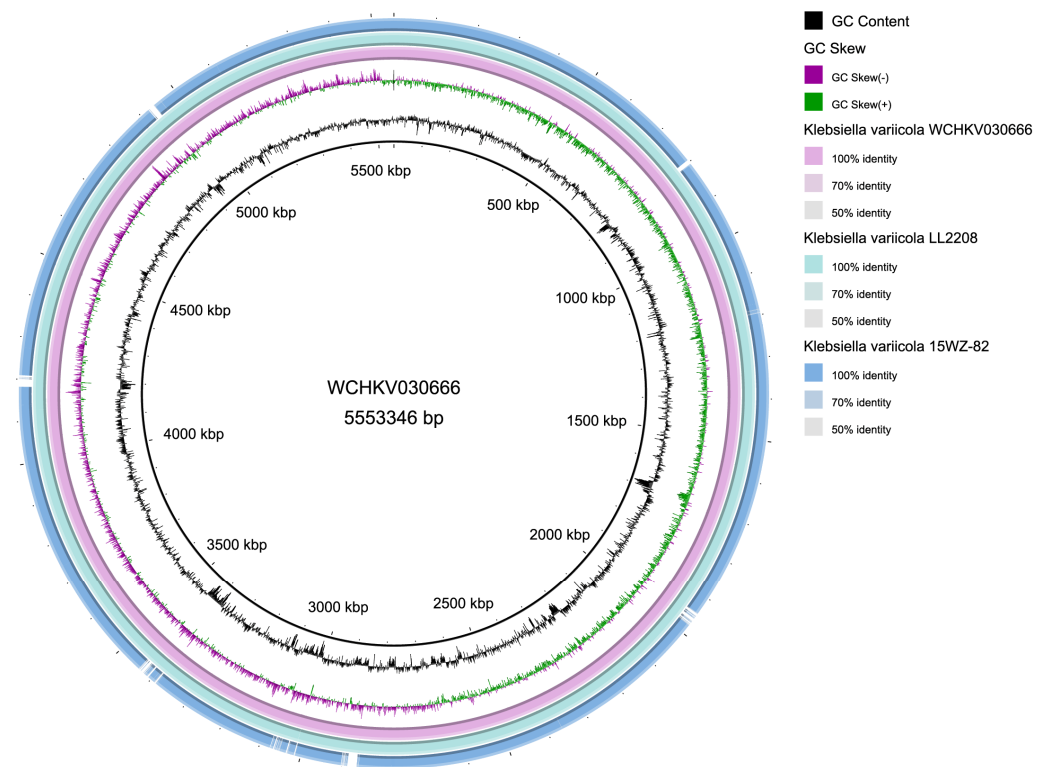 GC Content
GC Skew
GC Skew(-)
GC Skew(+)
Klebsiella variicola WCHKV030666
100% identity
70% identity
50% identity
Klebsiella variicola LL2208
100% identity
70% identity
50% identity
Klebsiella variicola 15WZ-82
100% identity
70% identity
50% identity
5500 kbp
500 kbp
1000 kbp
1500 kbp
2000 kbp
2500 kbp
3000 kbp
3500 kbp
4000 kbp
4500 kbp
5000 kbp
WCHKV030666
5553346 bp